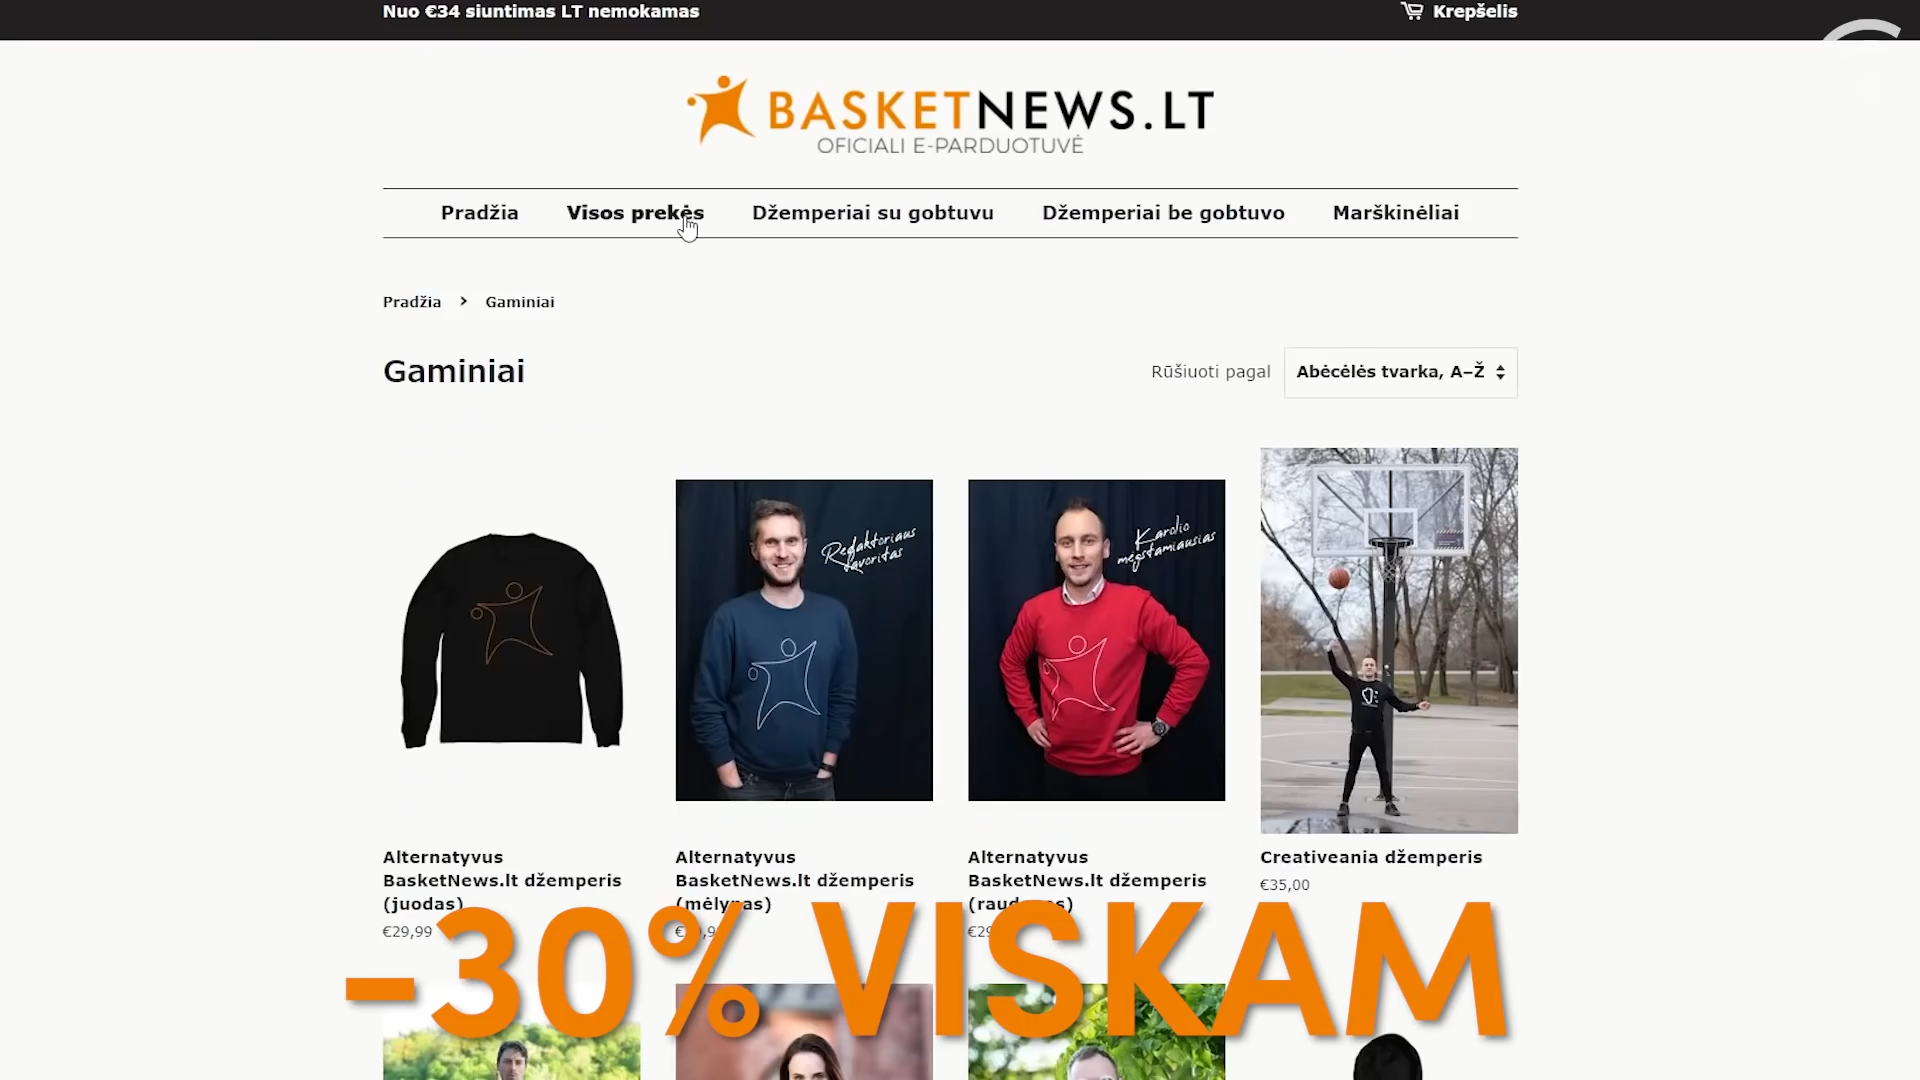 Nuo €34 siuntimas LT nemokamas
Krepšelis
BASKETNEWS.LT
OFICIALI E-PARDUOTUVĖ
Pradžia
Visos prekės
Džemperiai su gobtuvu
Džemperiai be gobtuvo
Marškinėliai
Pradžia › Gaminiai
Gaminiai
Rūšiuoti pagal
Abėcėlės tvarka, A–Ž
Redaktoriaus
favoritas
Karolio
mėgstamiausias
Alternatyvus
BasketNews.lt džemperis
(juodas)
€29,99
Alternatyvus
BasketNews.lt džemperis
(mėlynas)
Alternatyvus
BasketNews.lt džemperis
Creativeania džemperis
€35,00
-30% VISKAM